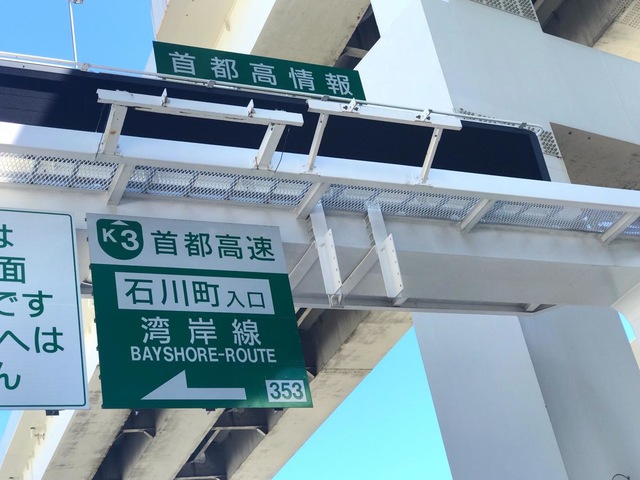 首都高情報
は
面
です
へは
ん
K3 首都高速
石川町入口
湾岸線
BAYSHORE-ROUTE
353